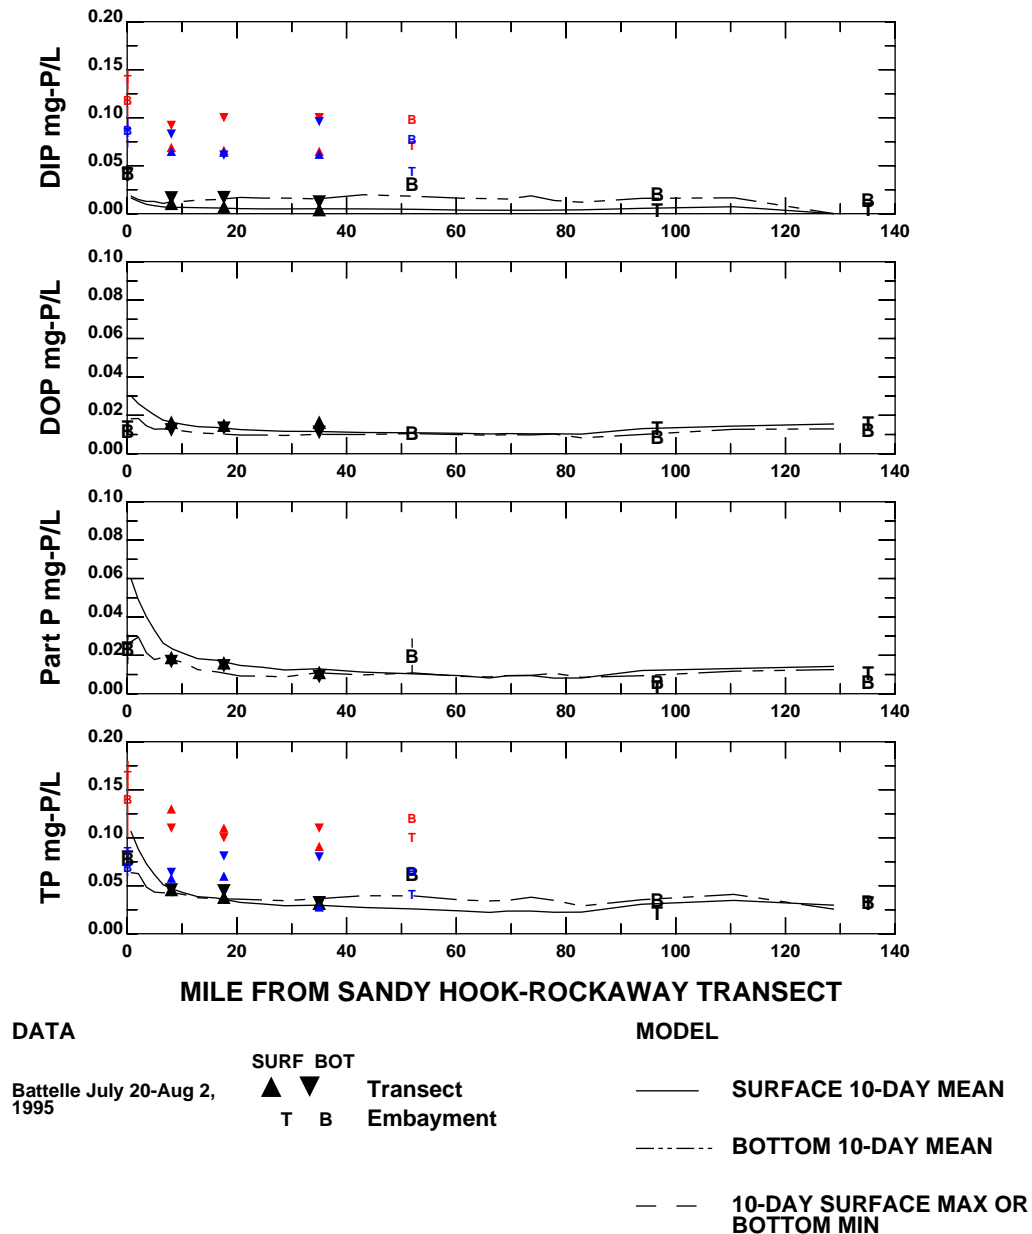 0.20
0.15
0.10
0.05
0.00
DIP mg-P/L
0 20 40 60 80 100 120 140
0.10
0.08
0.06
0.04
0.02
0.00
DOP mg-P/L
0 20 40 60 80 100 120 140
0.10
0.08
0.06
0.04
0.02
0.00
Part P mg-P/L
0 20 40 60 80 100 120 140
0.20
0.15
0.10
0.05
0.00
TP mg-P/L
0 20 40 60 80 100 120 140
MILE FROM SANDY HOOK-ROCKAWAY TRANSECT
DATA
SURF BOT
Battelle July 20-Aug 2,
1995
Transect
T B Embayment
MODEL
SURFACE 10-DAY MEAN
BOTTOM 10-DAY MEAN
10-DAY SURFACE MAX OR
BOTTOM MIN